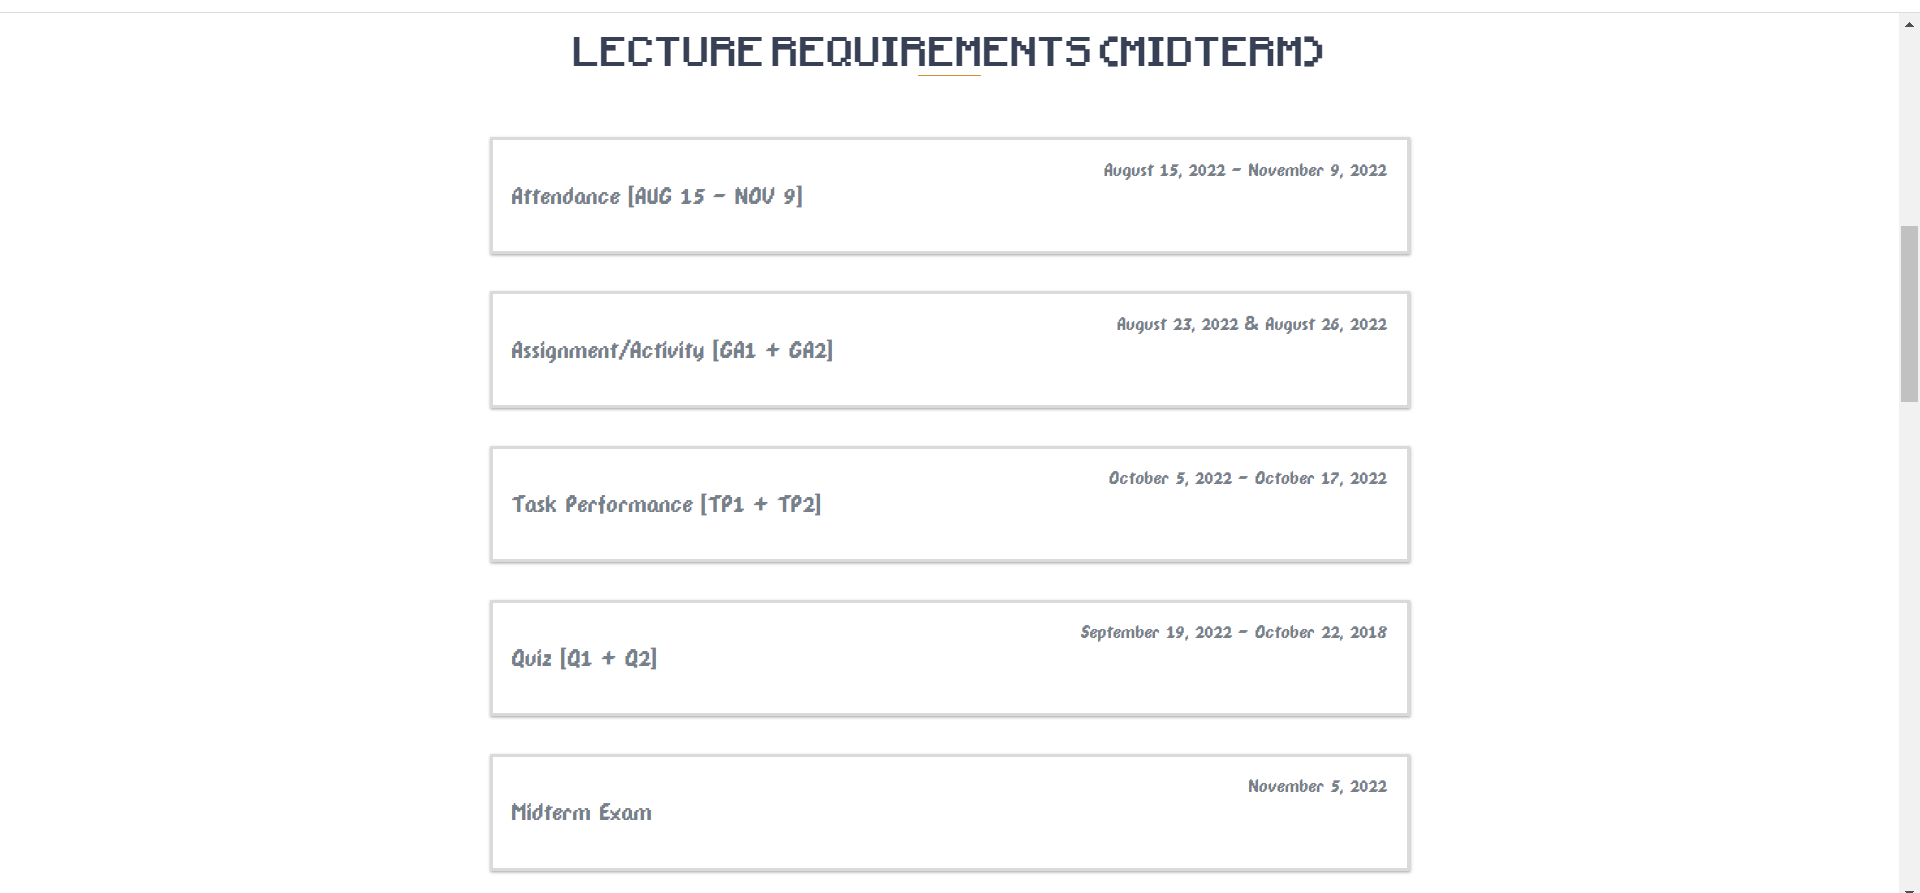 LECTURE REQUIREMENTS (MIDTERM)
August 15, 2022 - November 9, 2022
Attendance [AUG 15 - NOV 9]
August 23, 2022 & August 26, 2022
Assignment/Activity [GA1 + GA2]
October 5, 2022 - October 17, 2022
Task Performance [TP1 + TP2]
September 19, 2022 - October 22, 2018
Quiz [Q1 + Q2]
November 5, 2022
Midterm Exam